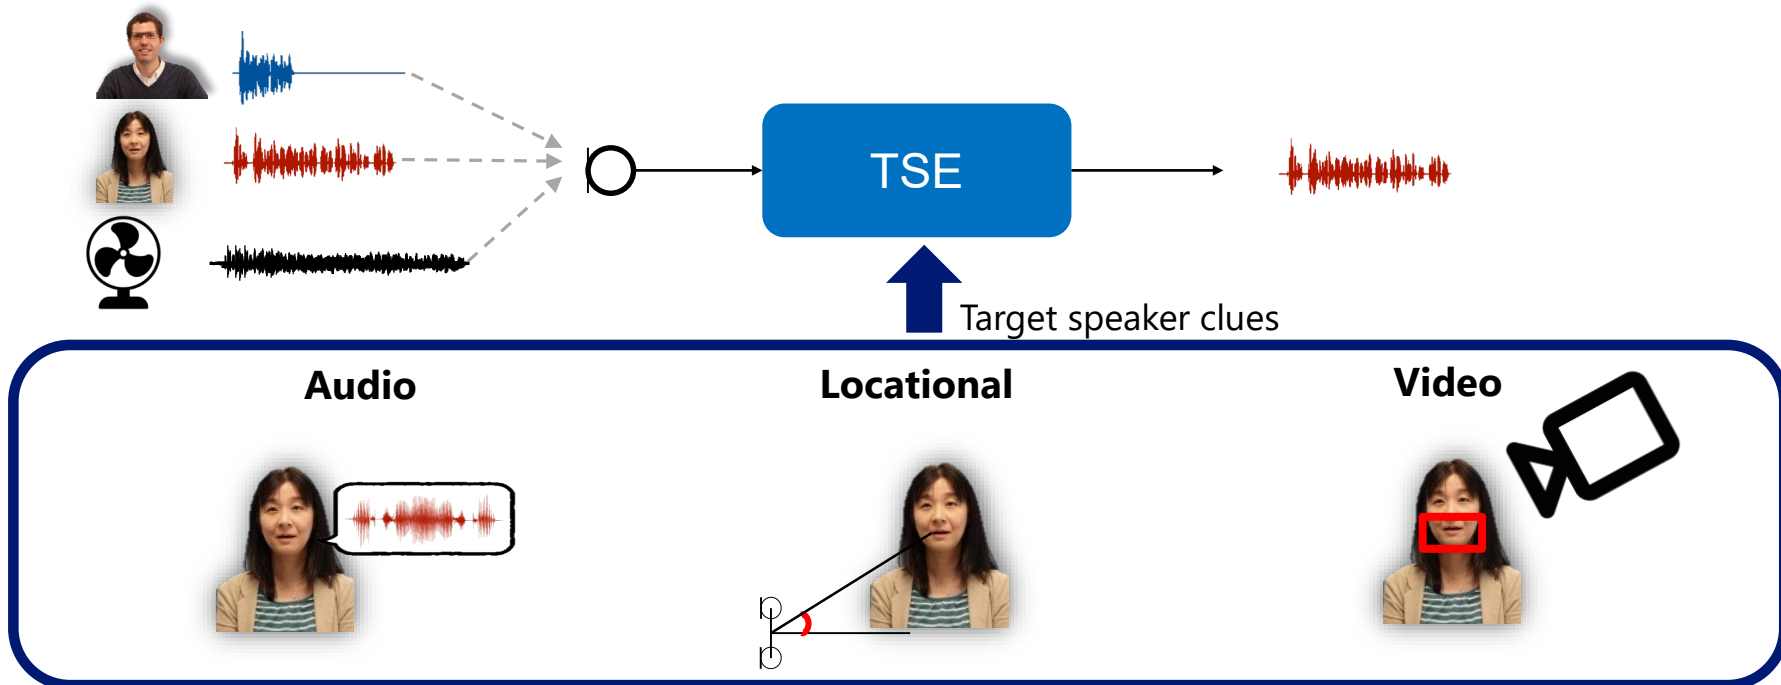 TSE
Target speaker clues
Audio
Locational
Video